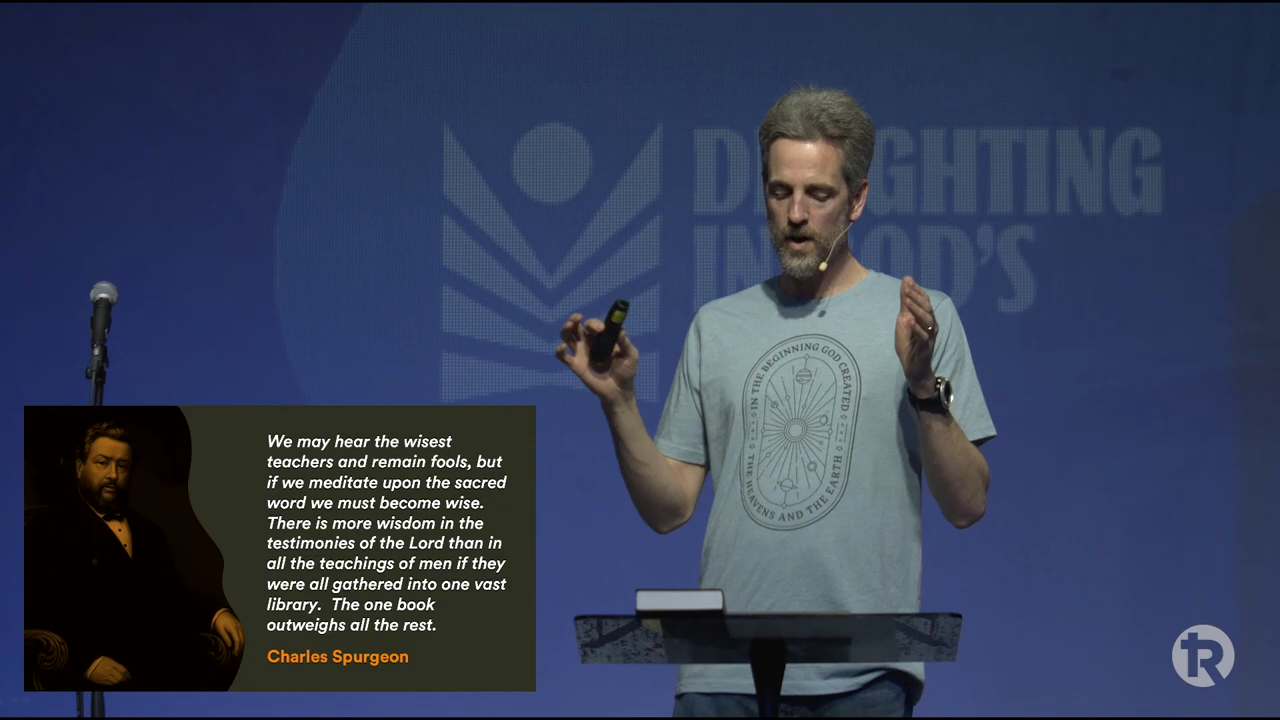 DELIGHTING
IN GOD'S
IN THE BEGINNING GOD CREATED
THE HEAVENS AND THE EARTH
We may hear the wisest
teachers and remain fools, but
if we meditate upon the sacred
word we must become wise.
There is more wisdom in the
testimonies of the Lord than in
all the teachings of men if they
were all gathered into one vast
library. The one book
outweighs all the rest.
Charles Spurgeon
R